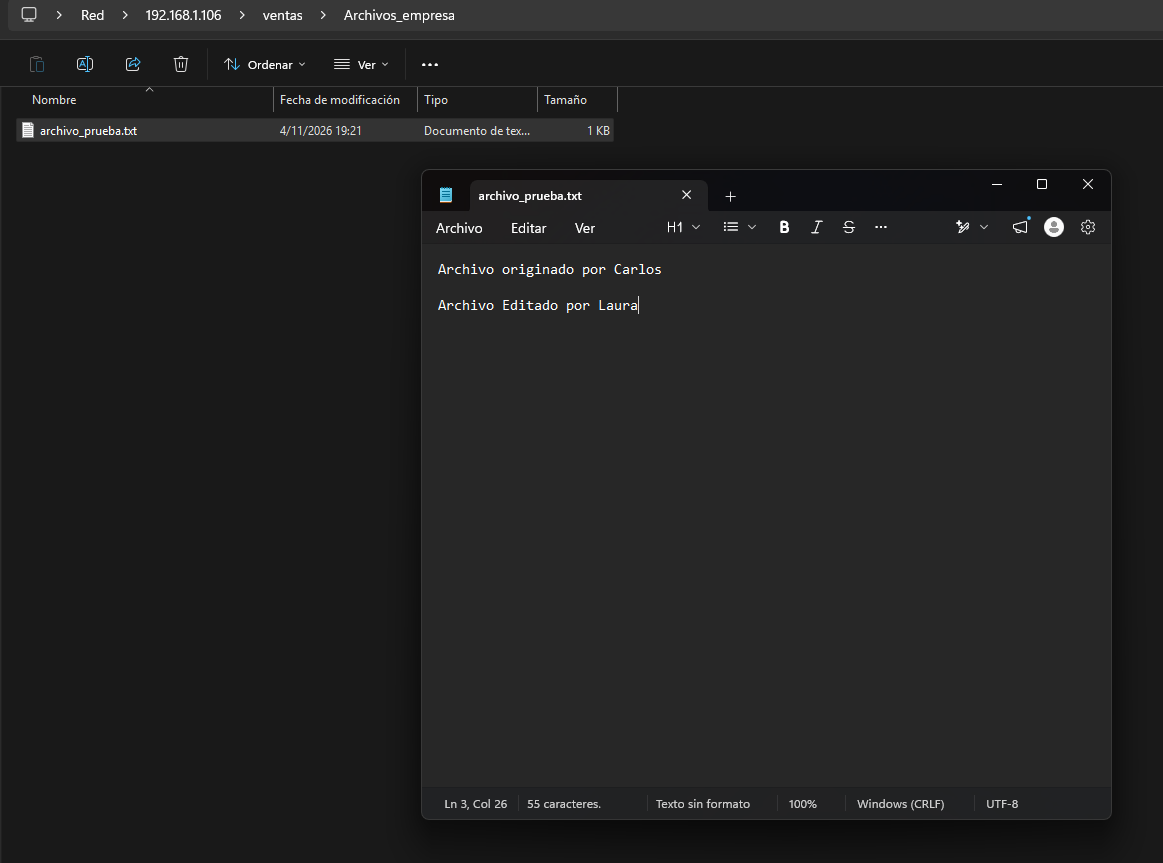 Red > 192.168.1.106 > ventas > Archivos_empresa
Ordenar Ver
Nombre Fecha de modificación Tipo Tamaño
archivo_prueba.txt 4/11/2026 19:21 Documento de tex... 1 KB
archivo_prueba.txt
Archivo Editar Ver H1 B I S
Archivo originado por Carlos
Archivo Editado por Laura
Ln 3, Col 26 55 caracteres. Texto sin formato 100% Windows (CRLF) UTF-8